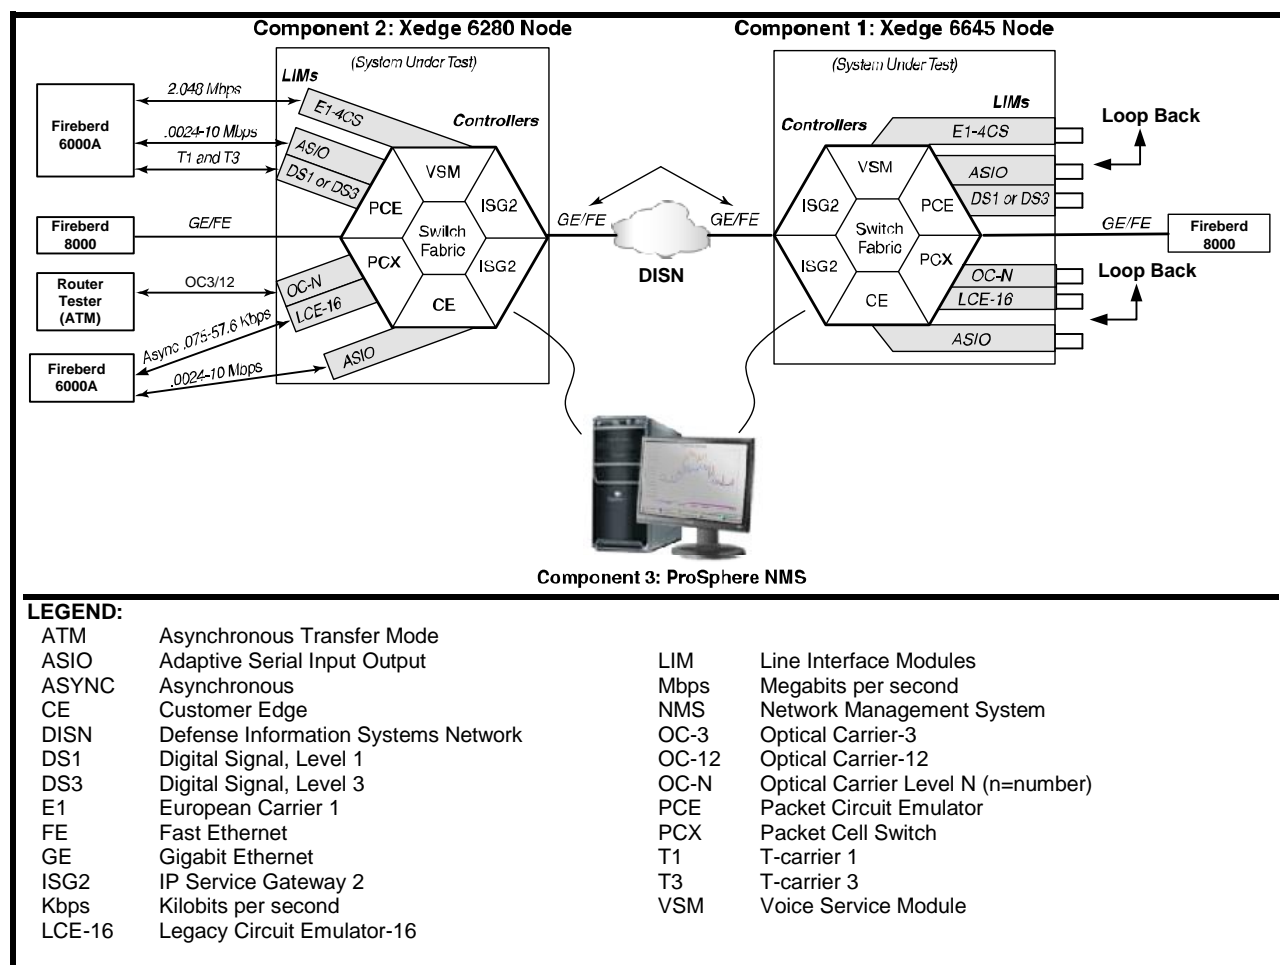 Component 2: Xedge 6280 Node
Component 1: Xedge 6645 Node
(System Under Test)
(System Under Test)
LIMs
LIMs
2.048 Mbps
E1-4CS
Controllers
Controllers
E1-4CS
Loop Back
Fireberd
6000A
.0024-10 Mbps
ASIO
T1 and T3
DS1 or DS3
VSM
PCE
ISG2
Switch
Fabric
PCX
ISG2
CE
VSM
ISG2
PCE
Switch
Fabric
ISG2
PCX
CE
ASIO
DS1 or DS3
Fireberd
8000
GE/FE
GE/FE
GE/FE
DISN
GE/FE
Fireberd
8000
Router
Tester
(ATM)
OC3/12
OC-N
LCE-16
OC-N
LCE-16
Loop Back
Async .075-57.6 Kbps
Fireberd
6000A
.0024-10 Mbps
ASIO
ASIO
Component 3: ProSphere NMS
LEGEND:
ATM Asynchronous Transfer Mode
ASIO Adaptive Serial Input Output
ASYNC Asynchronous
CE Customer Edge
DISN Defense Information Systems Network
DS1 Digital Signal, Level 1
DS3 Digital Signal, Level 3
E1 European Carrier 1
FE Fast Ethernet
GE Gigabit Ethernet
ISG2 IP Service Gateway 2
Kbps Kilobits per second
LCE-16 Legacy Circuit Emulator-16
LIM Line Interface Modules
Mbps Megabits per second
NMS Network Management System
OC-3 Optical Carrier-3
OC-12 Optical Carrier-12
OC-N Optical Carrier Level N (n=number)
PCE Packet Circuit Emulator
PCX Packet Cell Switch
T1 T-carrier 1
T3 T-carrier 3
VSM Voice Service Module